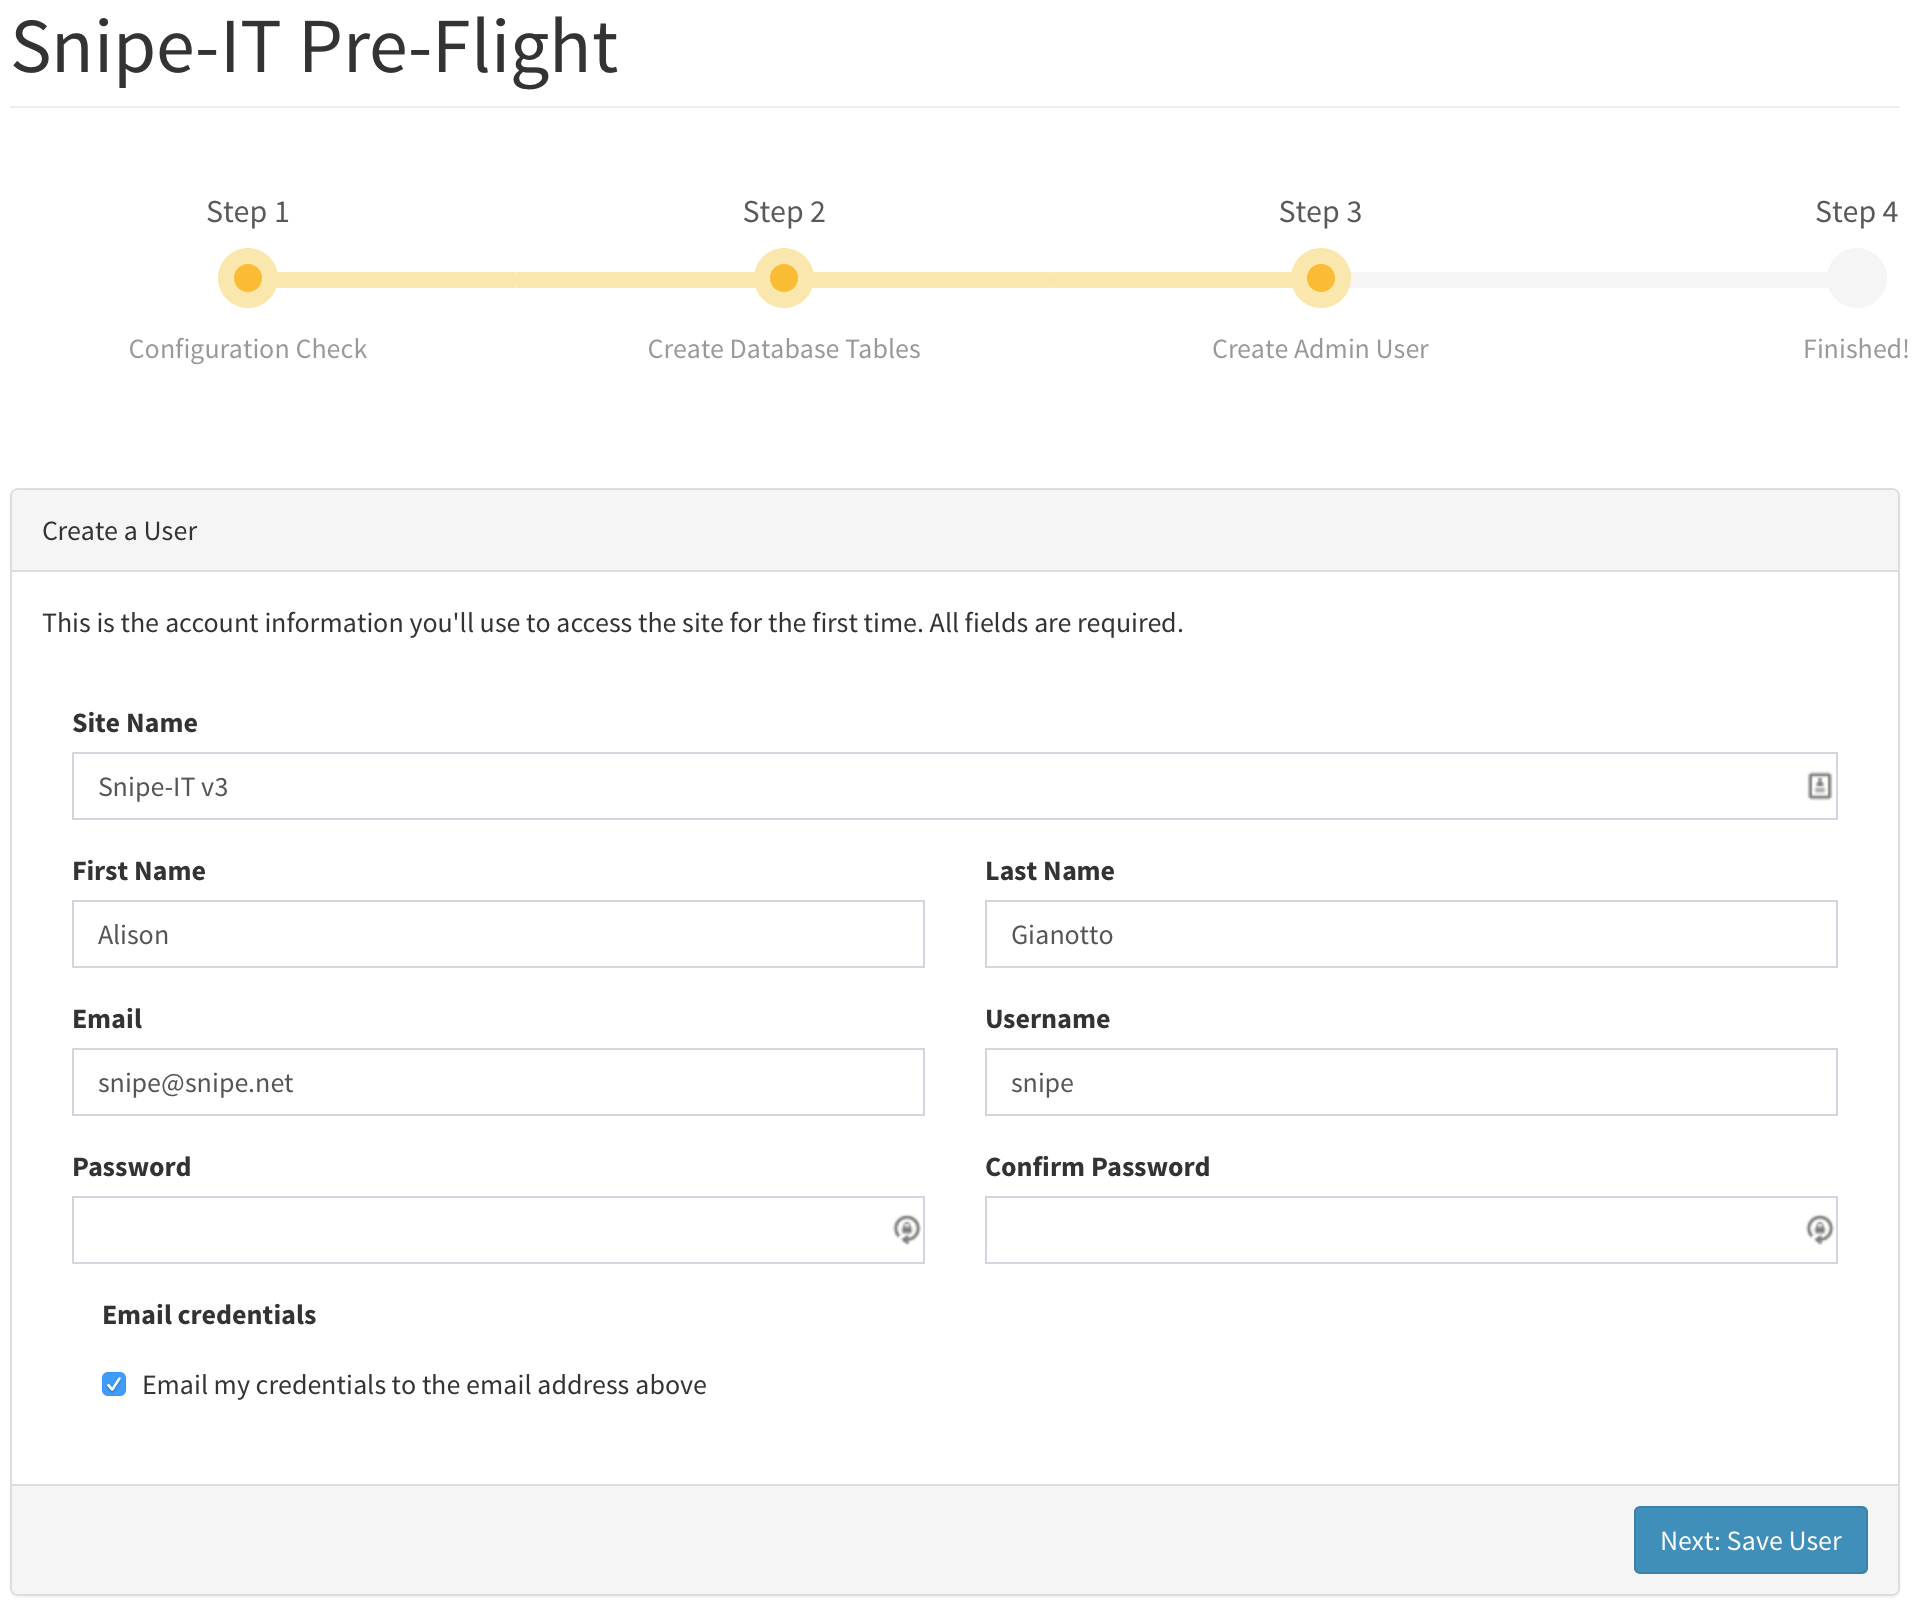 Snipe-IT Pre-Flight
Step 1
Step 2
Step 3
Step 4
Configuration Check
Create Database Tables
Create Admin User
Finished!
Create a User
This is the account information you'll use to access the site for the first time. All fields are required.
Site Name
Snipe-IT v3
First Name
Last Name
Alison
Gianotto
Email
Username
snipe@snipe.net
snipe
Password
Confirm Password
Email credentials
Email my credentials to the email address above
Next: Save User